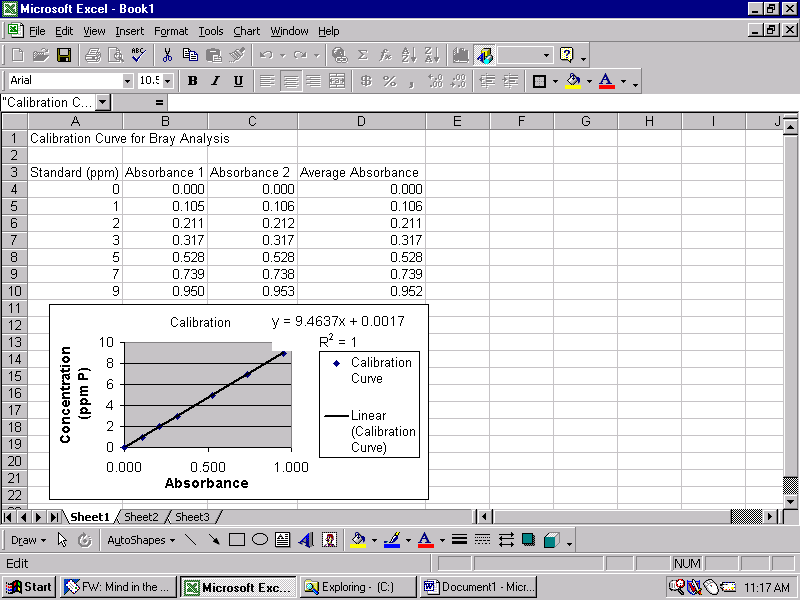 Microsoft Excel - Book1
File Edit View Insert Format Tools Chart Window Help
Arial 10.5 B I U $ % ,
"Calibration C... =
A B C D E F G H I J
1 Calibration Curve for Bray Analysis
2
3 Standard (ppm) Absorbance 1 Absorbance 2 Average Absorbance
4 0 0.000 0.000 0.000
5 1 0.105 0.106 0.106
6 2 0.211 0.212 0.211
7 3 0.317 0.317 0.317
8 5 0.528 0.528 0.528
9 7 0.739 0.738 0.739
10 9 0.950 0.953 0.952
11
12
13
14
15
16
17
18
19
20
21
22
Calibration
y = 9.4637x + 0.0017
R² = 1
Concentration
(ppm P)
10
8
6
4
2
0
0.000 0.500 1.000
Absorbance
Calibration
Curve
Linear
(Calibration
Curve)
Sheet1 Sheet2 Sheet3
Draw AutoShapes
Edit NUM
Start FW: Mind in the ... Microsoft Exc... Exploring - (C:) Document1 - Micr... 11:17 AM